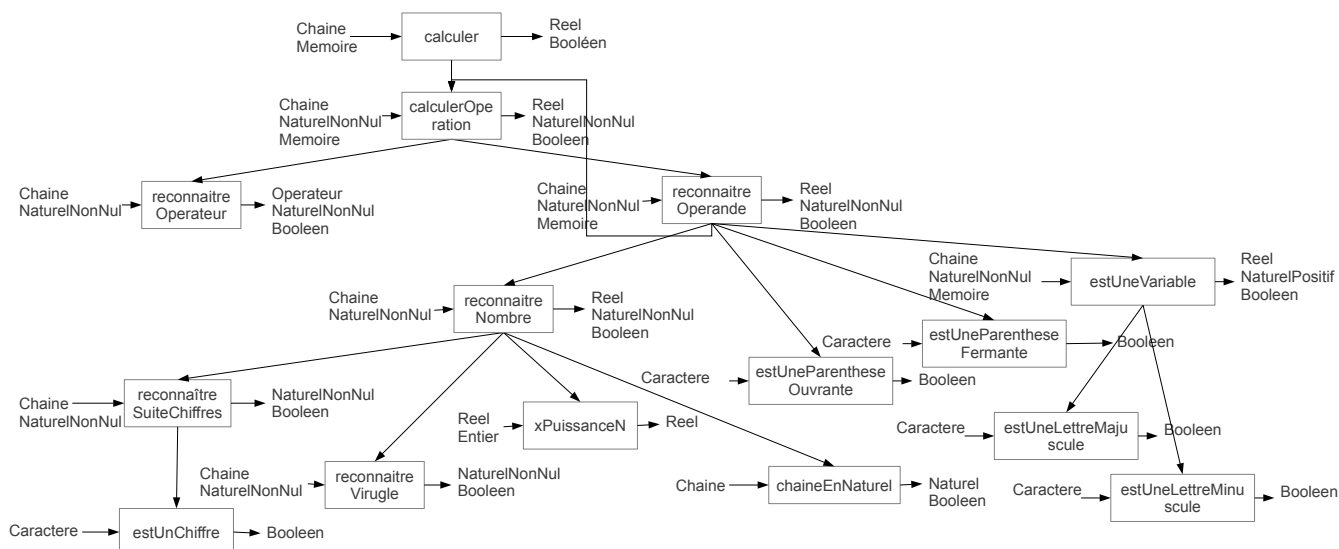 Chaine
Memoire
calculer
Reel
Booléen
Chaine
NaturelNonNul
Memoire
calculerOpe
ration
Reel
NaturelNonNul
Booleen
Chaine
NaturelNonNul
reconnaitre
Operateur
Operateur
NaturelNonNul
Booleen
Chaine
NaturelNonNul
Memoire
reconnaitre
Operande
Reel
NaturelNonNul
Booleen
Chaine
NaturelNonNul
Memoire
estUneVariable
Reel
NaturelPositif
Booleen
Chaine
NaturelNonNul
reconnaitre
Nombre
Reel
NaturelNonNul
Booleen
Caractere
estUneParenthese
Fermante
Booleen
Caractere
estUneParenthese
Ouvrante
Booleen
Chaine
NaturelNonNul
reconnaître
SuiteChiffres
NaturelNonNul
Booleen
Reel
Entier
xPuissanceN
Reel
Caractere
estUneLettreMaju
scule
Booleen
Chaine
NaturelNonNul
reconnaitre
Virugle
NaturelNonNul
Booleen
Chaine
chaineEnNaturel
Naturel
Booleen
Caractere
estUneLettreMinu
scule
Booleen
Caractere
estUnChiffre
Booleen